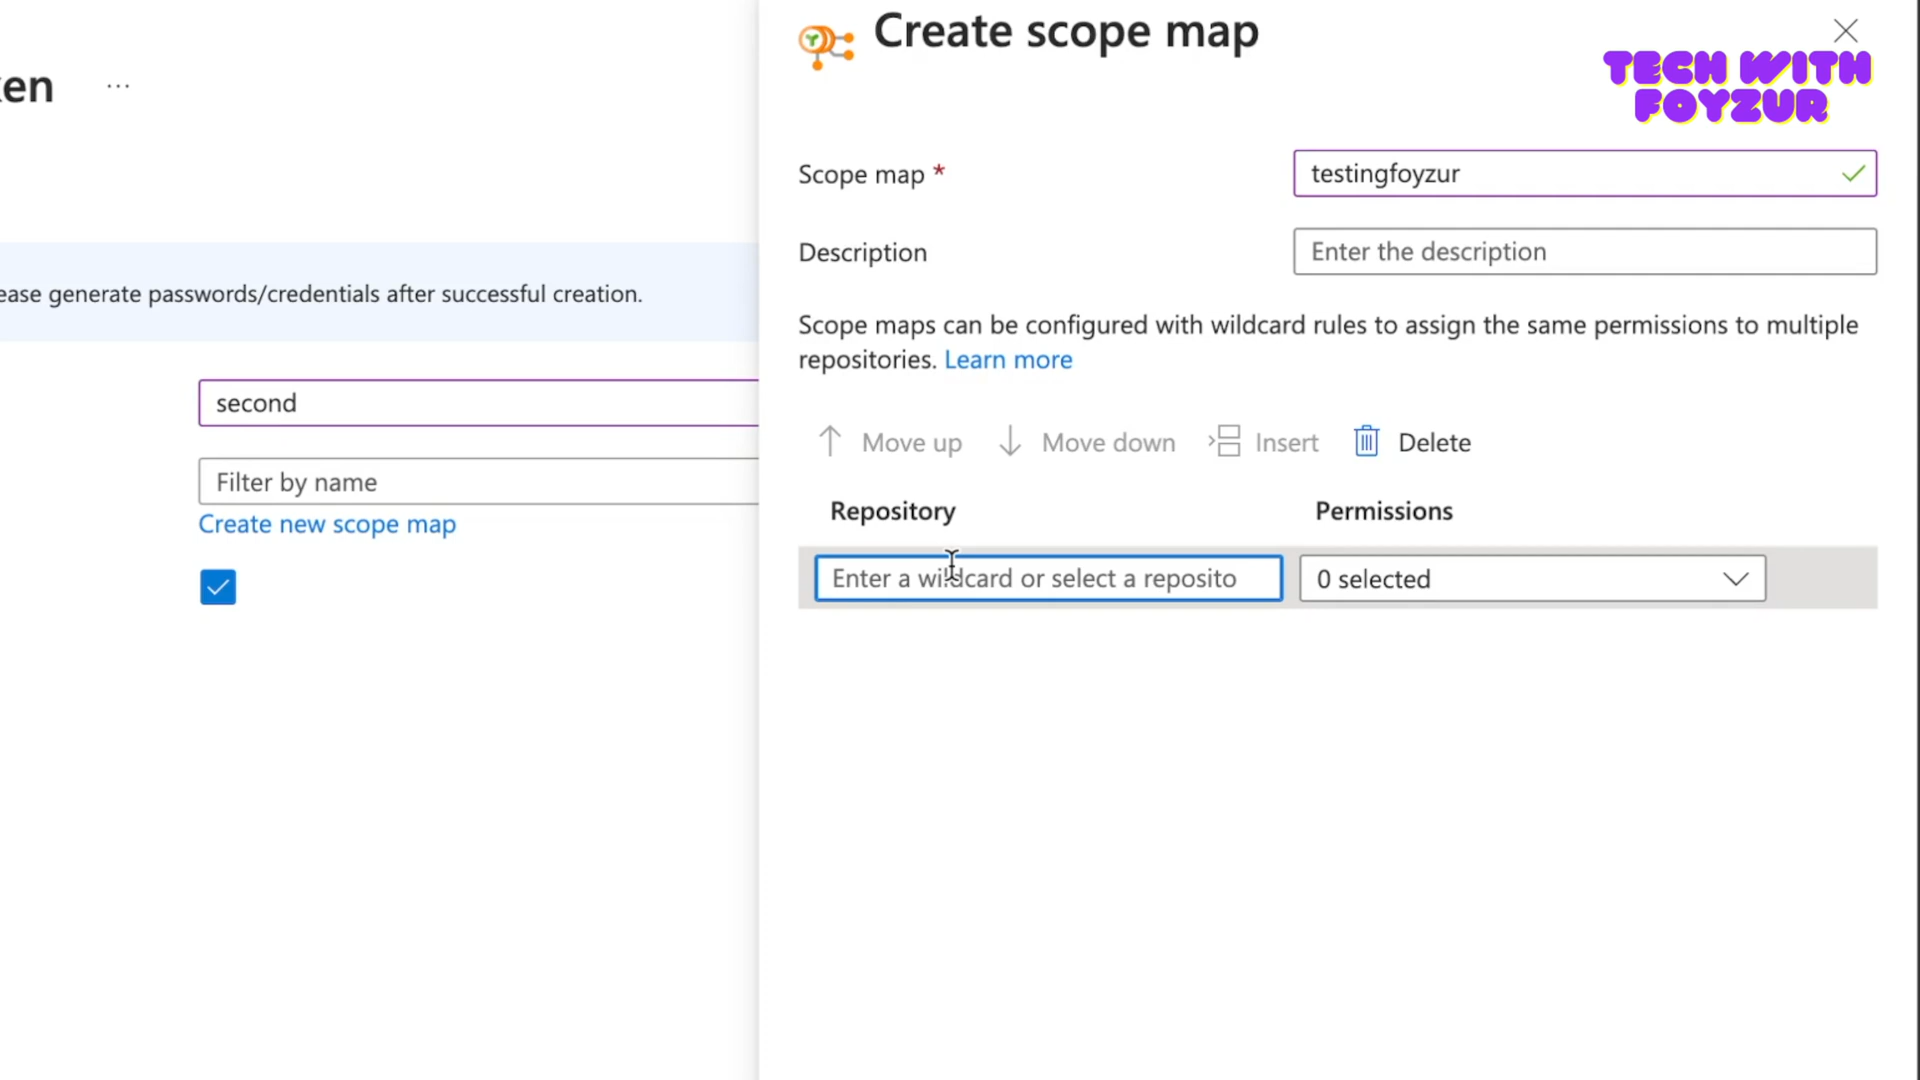 Create scope map
TECH WITH
FOYZUR
ken ...
Scope map * testingfoyzur
Description Enter the description
ease generate passwords/credentials after successful creation.
Scope maps can be configured with wildcard rules to assign the same permissions to multiple
repositories. Learn more
second
Filter by name
Create new scope map
Move up Move down Insert Delete
Repository Permissions
Enter a wildcard or select a reposito 0 selected